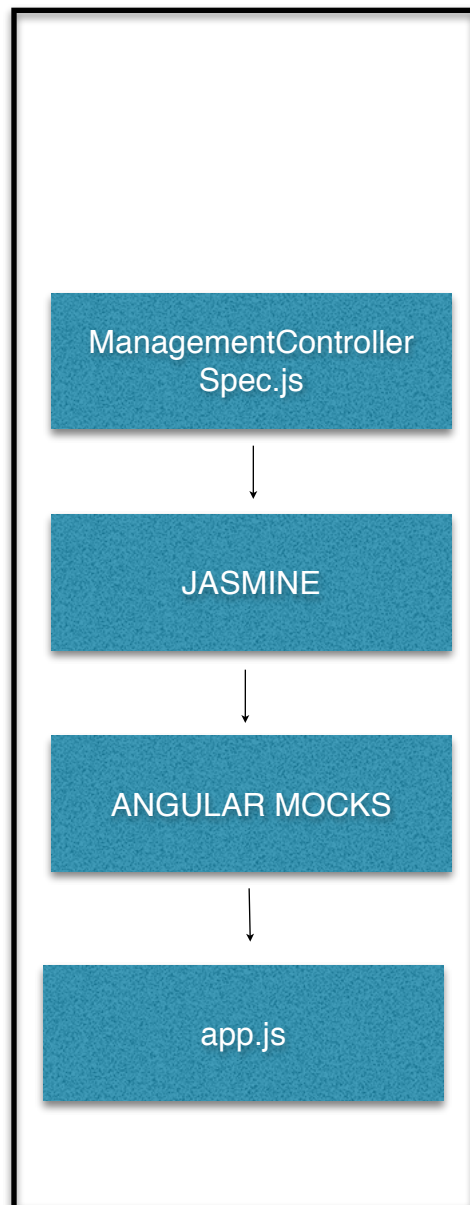 ManagementController
Spec.js
JASMINE
ANGULAR MOCKS
app.js